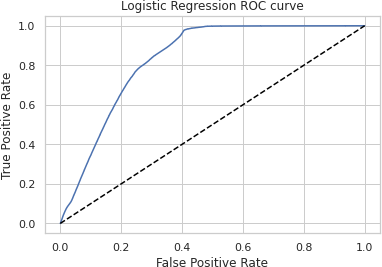 Logistic Regression ROC curve
True Positive Rate
1.0
0.8
0.6
0.4
0.2
0.0
0.0 0.2 0.4 0.6 0.8 1.0
False Positive Rate